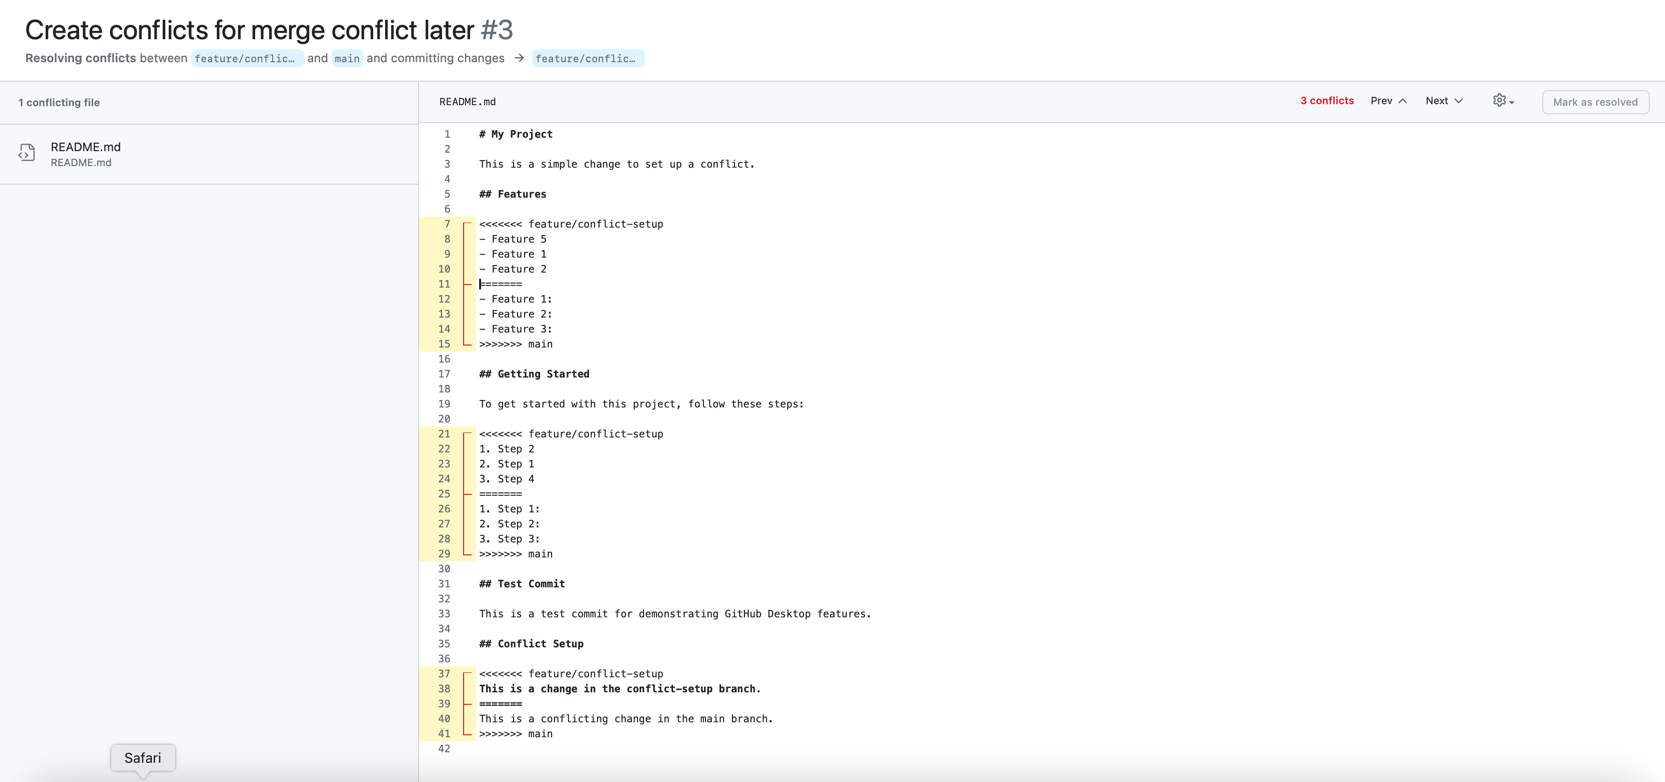 Create conflicts for merge conflict later #3
Resolving conflicts between feature/conflic… and main and committing changes → feature/conflic…
1 conflicting file
README.md
README.md
README.md
3 conflicts Prev Next Mark as resolved
1 # My Project
2
3 This is a simple change to set up a conflict.
4
5 ## Features
6
7 <<<<<<< feature/conflict-setup
8 - Feature 5
9 - Feature 1
10 - Feature 2
11 =======
12 - Feature 1:
13 - Feature 2:
14 - Feature 3:
15 >>>>>>> main
16
17 ## Getting Started
18
19 To get started with this project, follow these steps:
20
21 <<<<<<< feature/conflict-setup
22 1. Step 2
23 2. Step 1
24 3. Step 4
25 =======
26 1. Step 1:
27 2. Step 2:
28 3. Step 3:
29 >>>>>>> main
30
31 ## Test Commit
32
33 This is a test commit for demonstrating GitHub Desktop features.
34
35 ## Conflict Setup
36
37 <<<<<<< feature/conflict-setup
38 This is a change in the conflict-setup branch.
39 =======
40 This is a conflicting change in the main branch.
41 >>>>>>> main
42
Safari